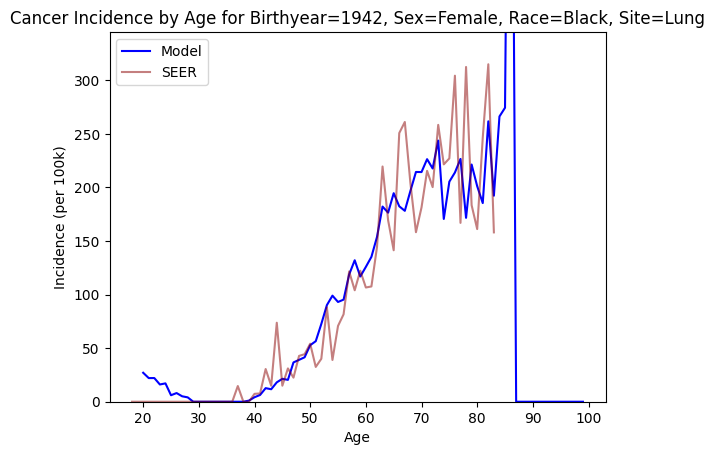 Cancer Incidence by Age for Birthyear=1942, Sex=Female, Race=Black, Site=Lung
Model
SEER
Incidence (per 100k)
300
250
200
150
100
50
0
20 30 40 50 60 70 80 90 100
Age